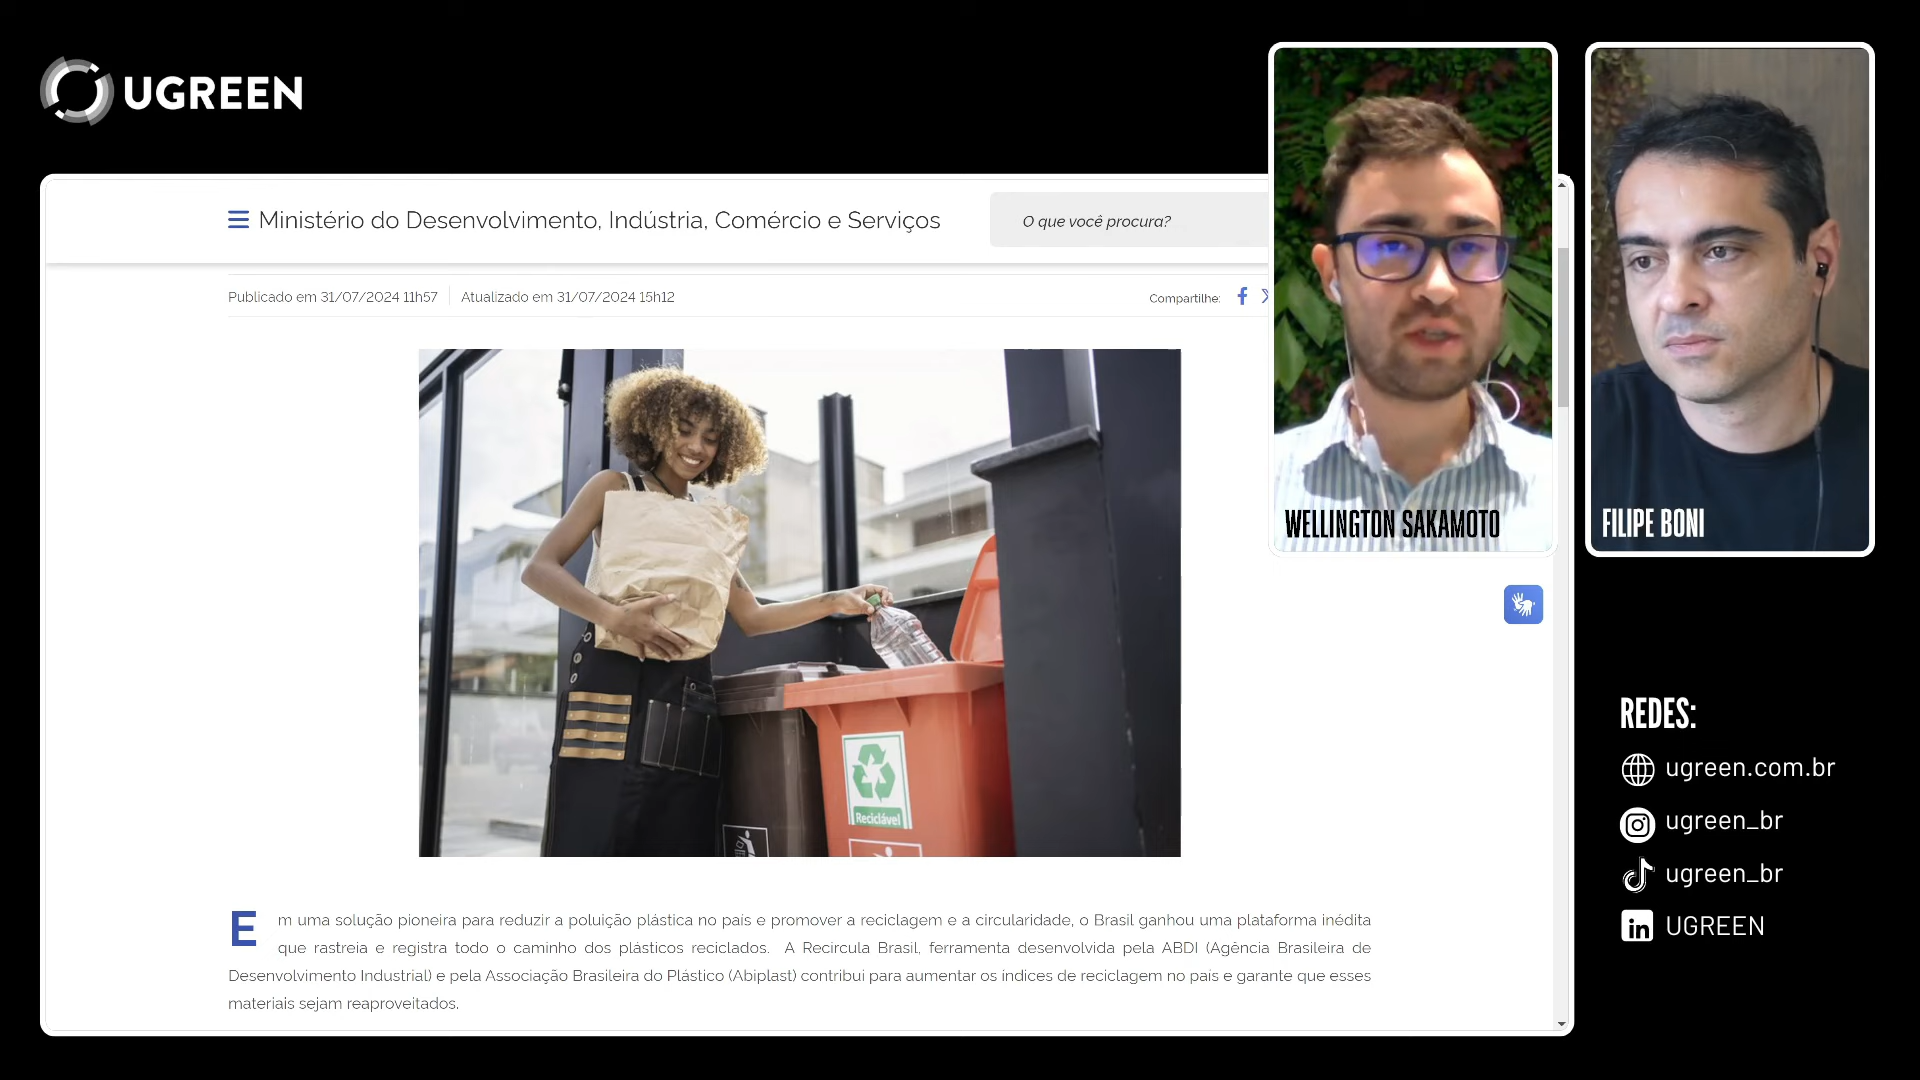 UGREEN
Ministério do Desenvolvimento, Indústria, Comércio e Serviços
O que você procura?
Publicado em 31/07/2024 11h57
Atualizado em 31/07/2024 15h12
Compartilhe:
WELLINGTON SAKAMOTO
FILIPE BONI
Reciclável
Em uma solução pioneira para reduzir a poluição plástica no país e promover a reciclagem e a circularidade, o Brasil ganhou uma plataforma inédita
que rastreia e registra todo o caminho dos plásticos reciclados. A Recircula Brasil, ferramenta desenvolvida pela ABDI (Agência Brasileira de
Desenvolvimento Industrial) e pela Associação Brasileira do Plástico (Abiplast) contribui para aumentar os índices de reciclagem no país e garante que esses
materiais sejam reaproveitados.
REDES:
ugreen.com.br
ugreen_br
ugreen_br
UGREEN